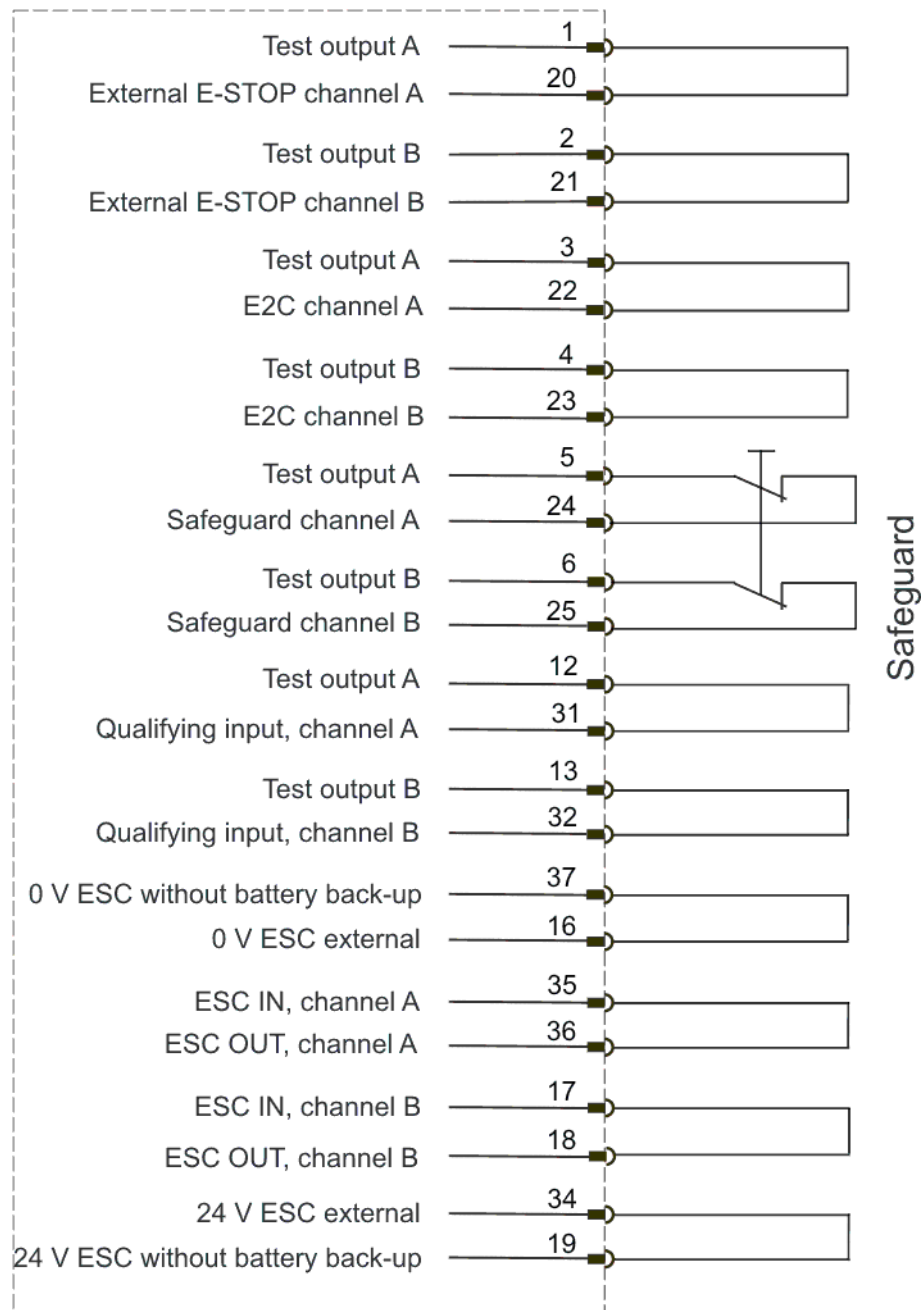 Test output A 1
External E-STOP channel A 20
Test output B 2
External E-STOP channel B 21
Test output A 3
E2C channel A 22
Test output B 4
E2C channel B 23
Test output A 5
Safeguard channel A 24
Test output B 6
Safeguard channel B 25
Safeguard
Test output A 12
Qualifying input, channel A 31
Test output B 13
Qualifying input, channel B 32
0 V ESC without battery back-up 37
0 V ESC external 16
ESC IN, channel A 35
ESC OUT, channel A 36
ESC IN, channel B 17
ESC OUT, channel B 18
24 V ESC external 34
24 V ESC without battery back-up 19